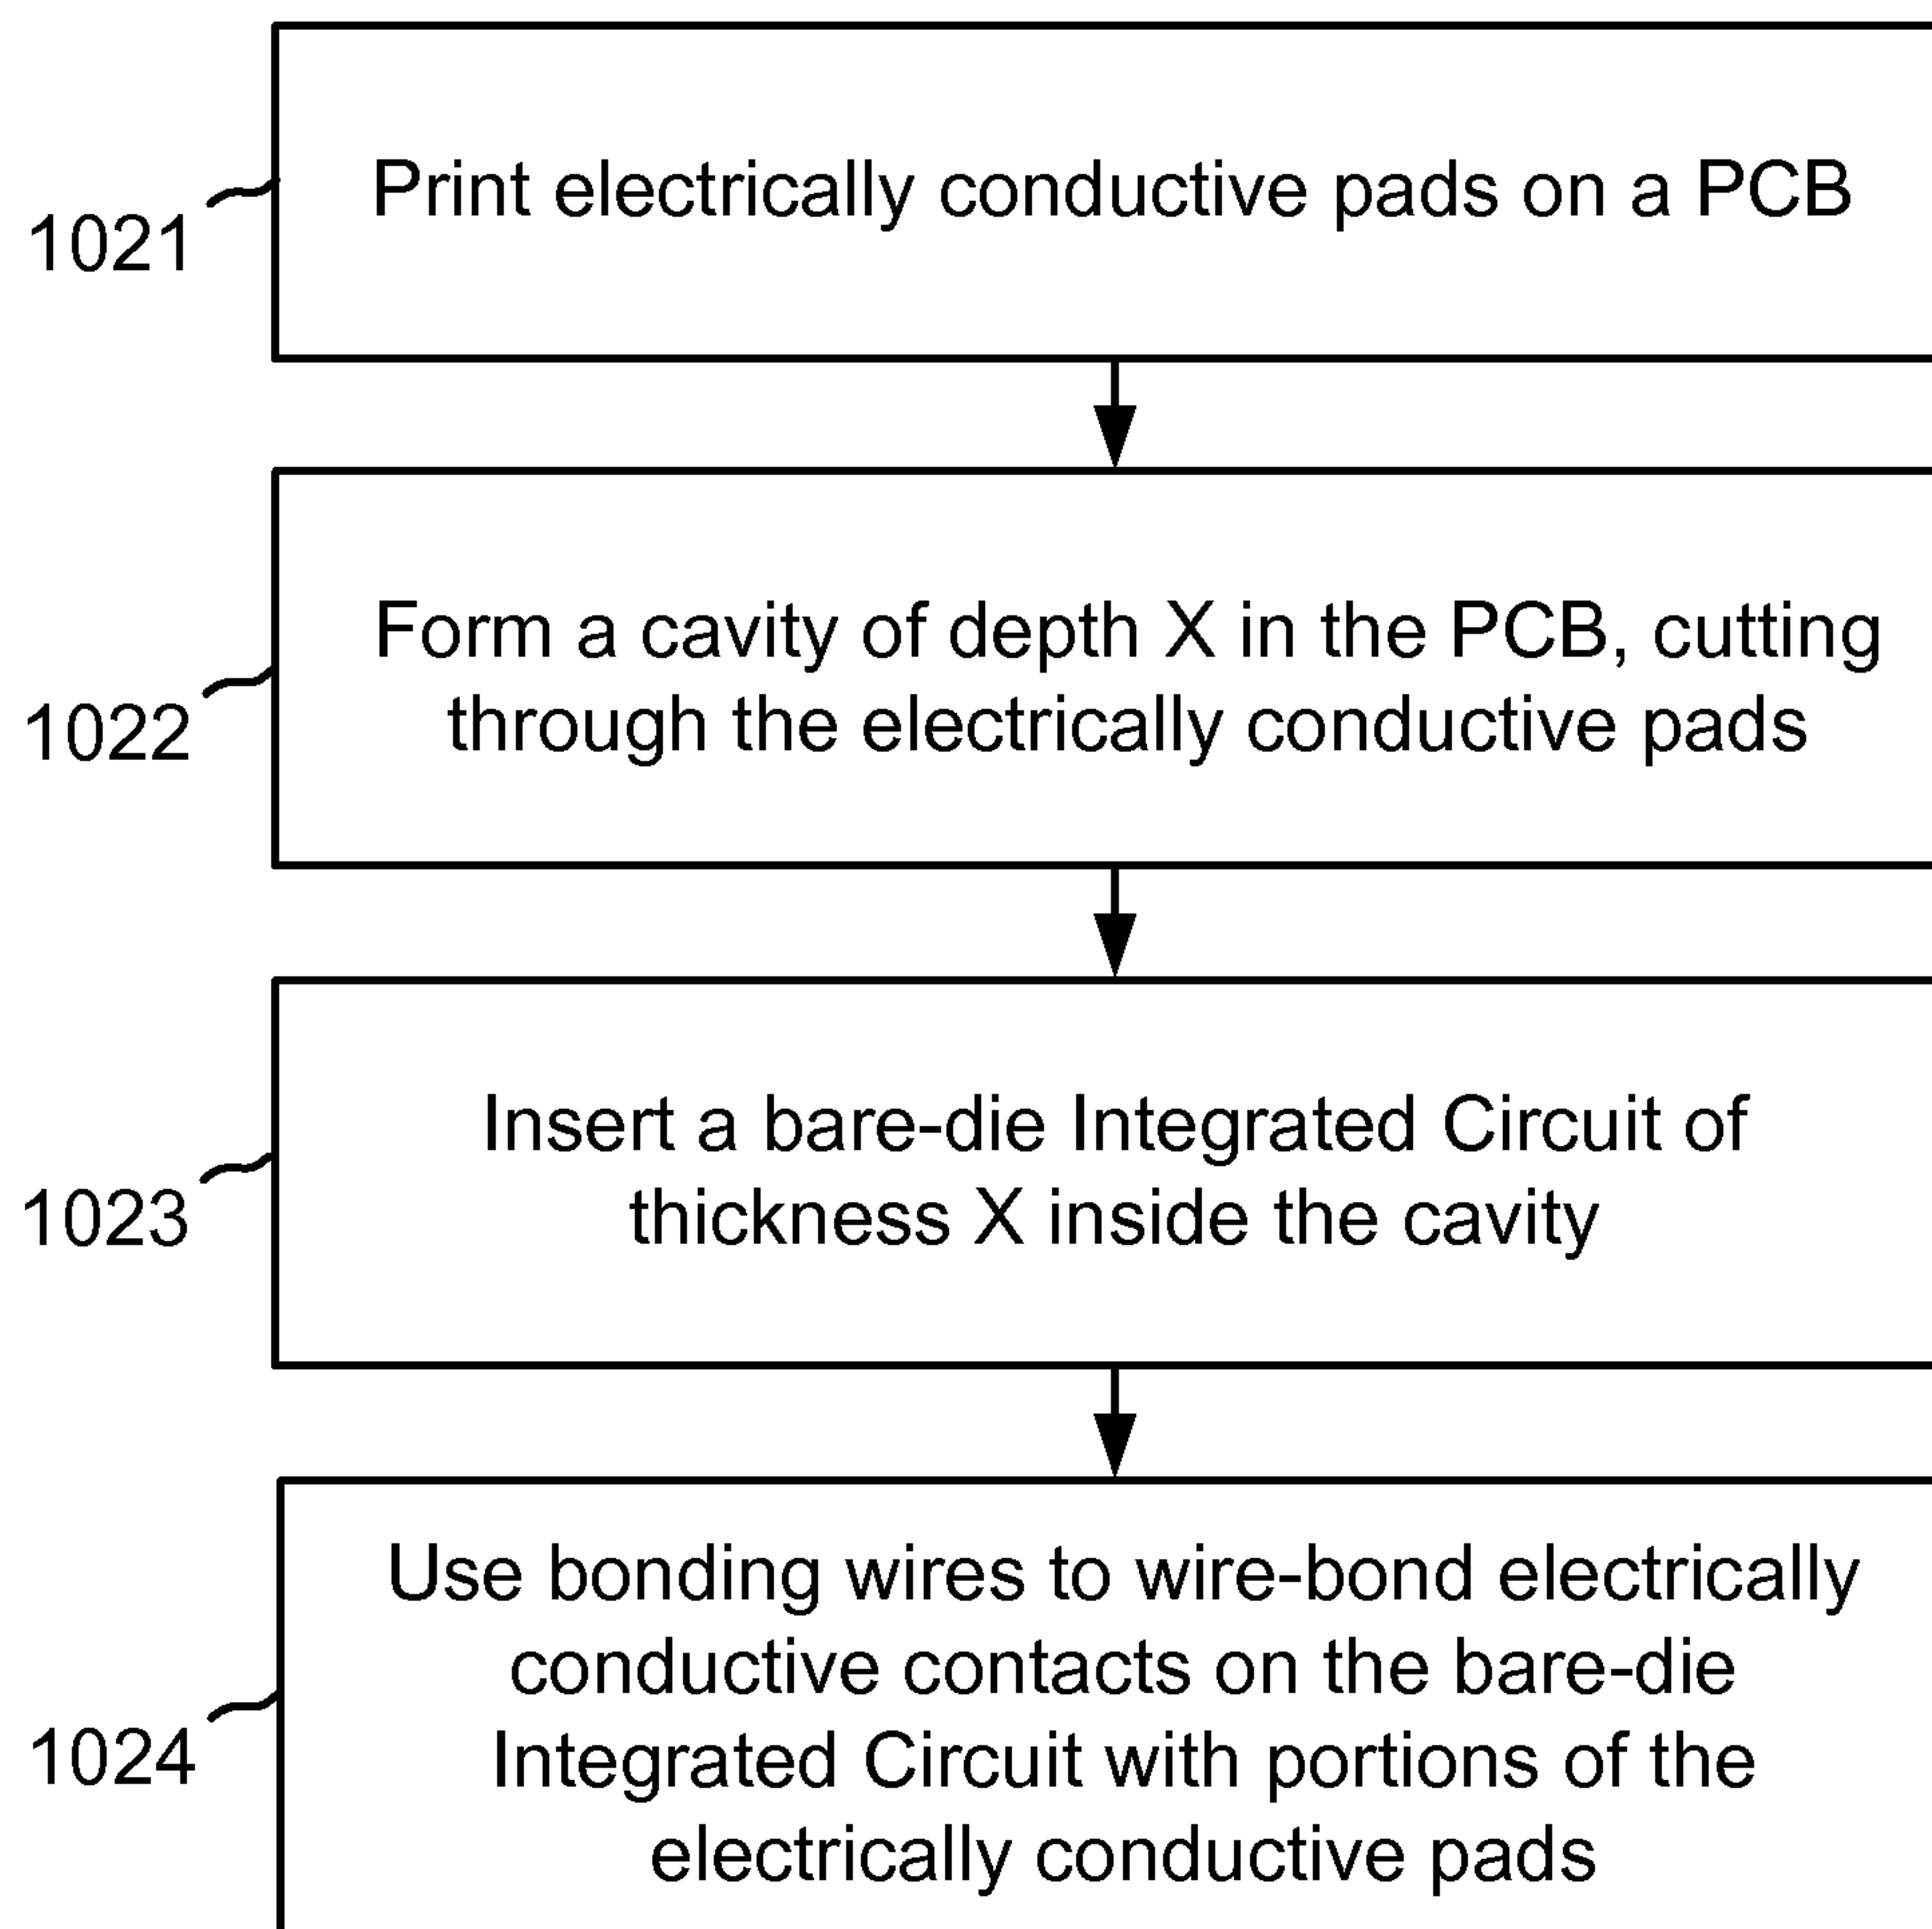 Print electrically conductive pads on a PCB
1021
Form a cavity of depth X in the PCB, cutting
through the electrically conductive pads
1022
Insert a bare-die Integrated Circuit of
thickness X inside the cavity
1023
Use bonding wires to wire-bond electrically
conductive contacts on the bare-die
Integrated Circuit with portions of the
electrically conductive pads
1024